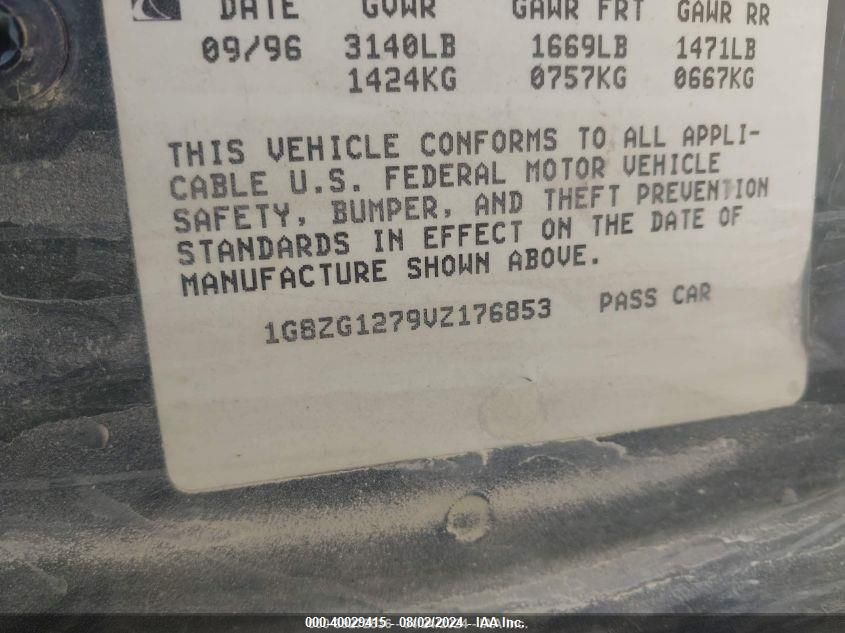 DATE GVWR GAWR FRT GAWR RR
09/96 3140LB 1669LB 1471LB
1424KG 0757KG 0667KG
THIS VEHICLE CONFORMS TO ALL APPLI-
CABLE U.S. FEDERAL MOTOR VEHICLE
SAFETY, BUMPER, AND THEFT PREVENTION
STANDARDS IN EFFECT ON THE DATE OF
MANUFACTURE SHOWN ABOVE.
1G8ZG1279VZ176853 PASS CAR
000-40029415 08/02/2024 IAA Inc.